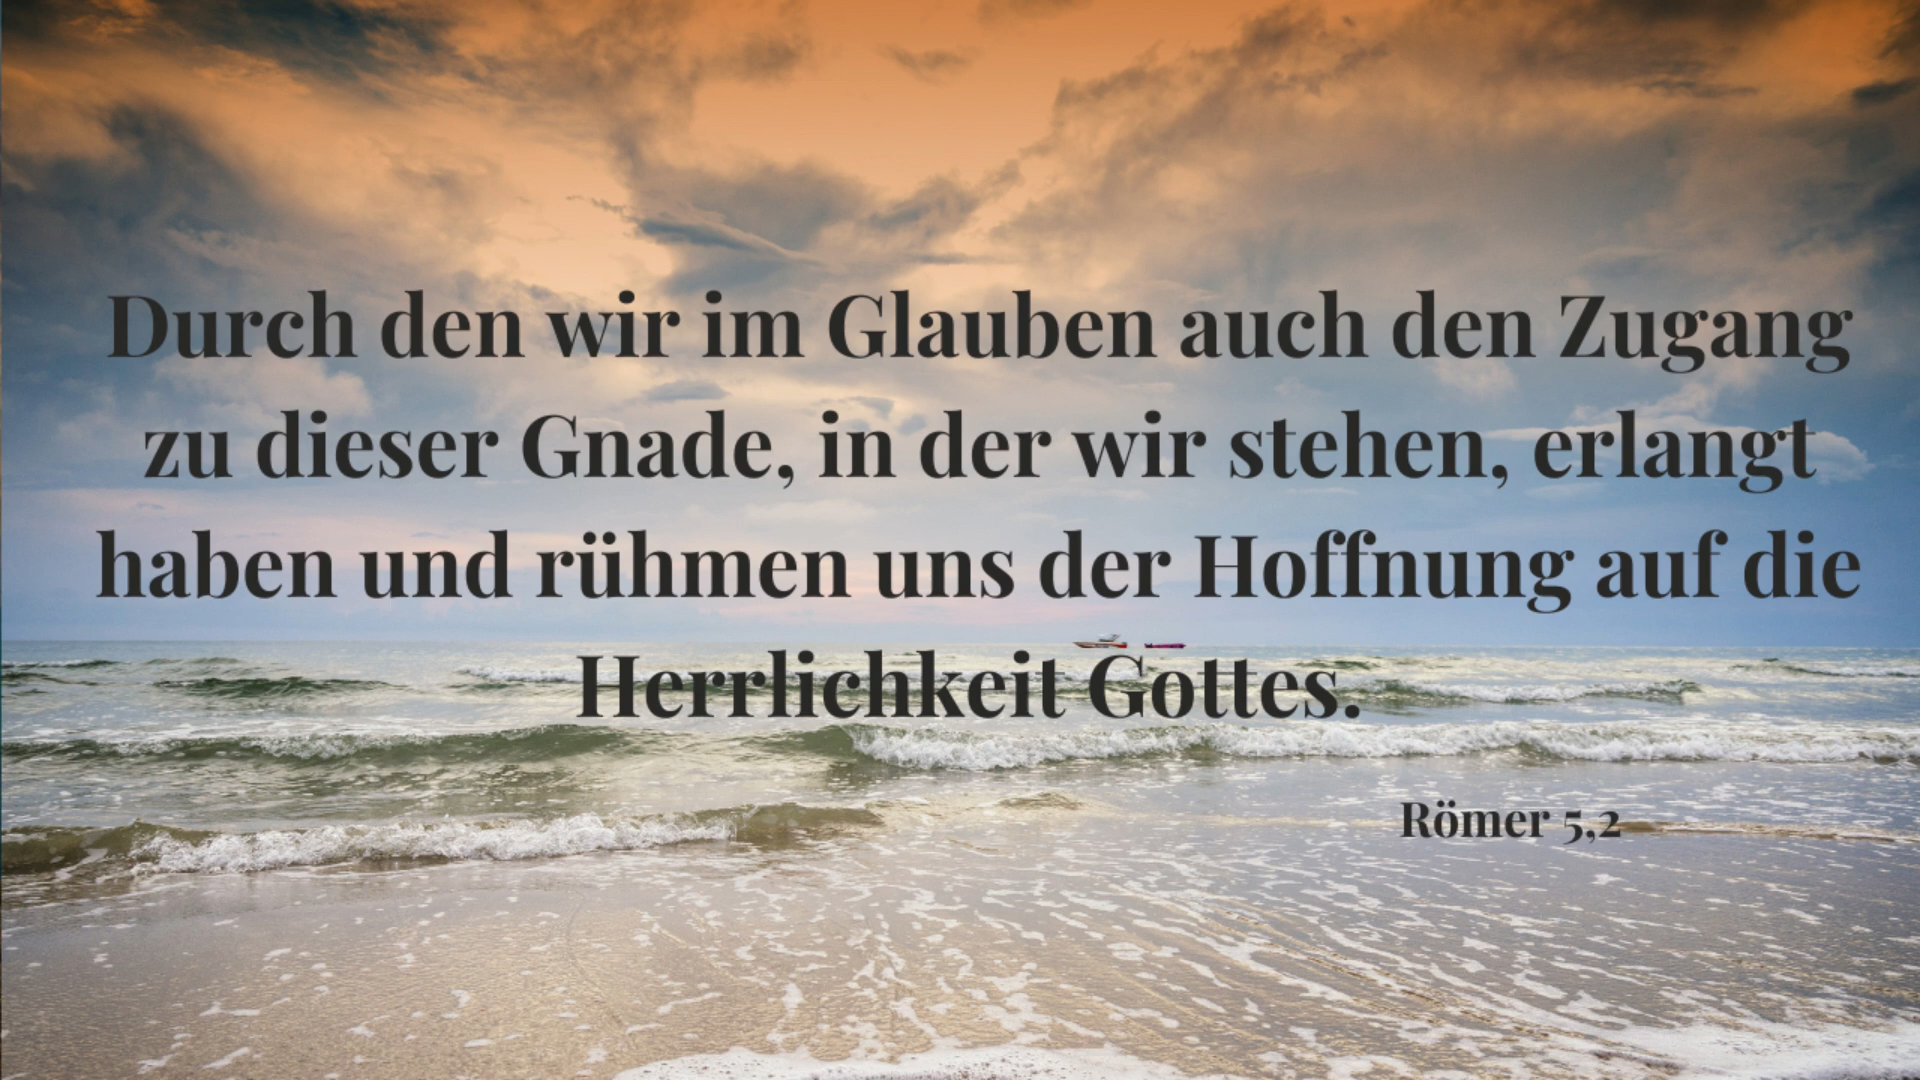 Durch den wir im Glauben auch den Zugang
zu dieser Gnade, in der wir stehen, erlangt
haben und rühmen uns der Hoffnung auf die
Herrlichkeit Gottes.
Römer 5,2